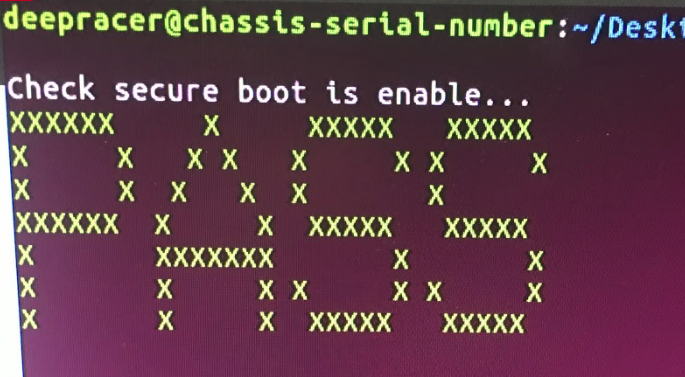 deepracer@chassis-serial-number:~/Deskt
Check secure boot is enable...
XXXXXX     X     XXXXX   XXXXX
X     X   X X   X     X X     X
X     X  X   X  X       X
XXXXXX  X     X  XXXXX   XXXXX
X       XXXXXXX       X       X
X       X     X X     X X     X
X       X     X  XXXXX   XXXXX